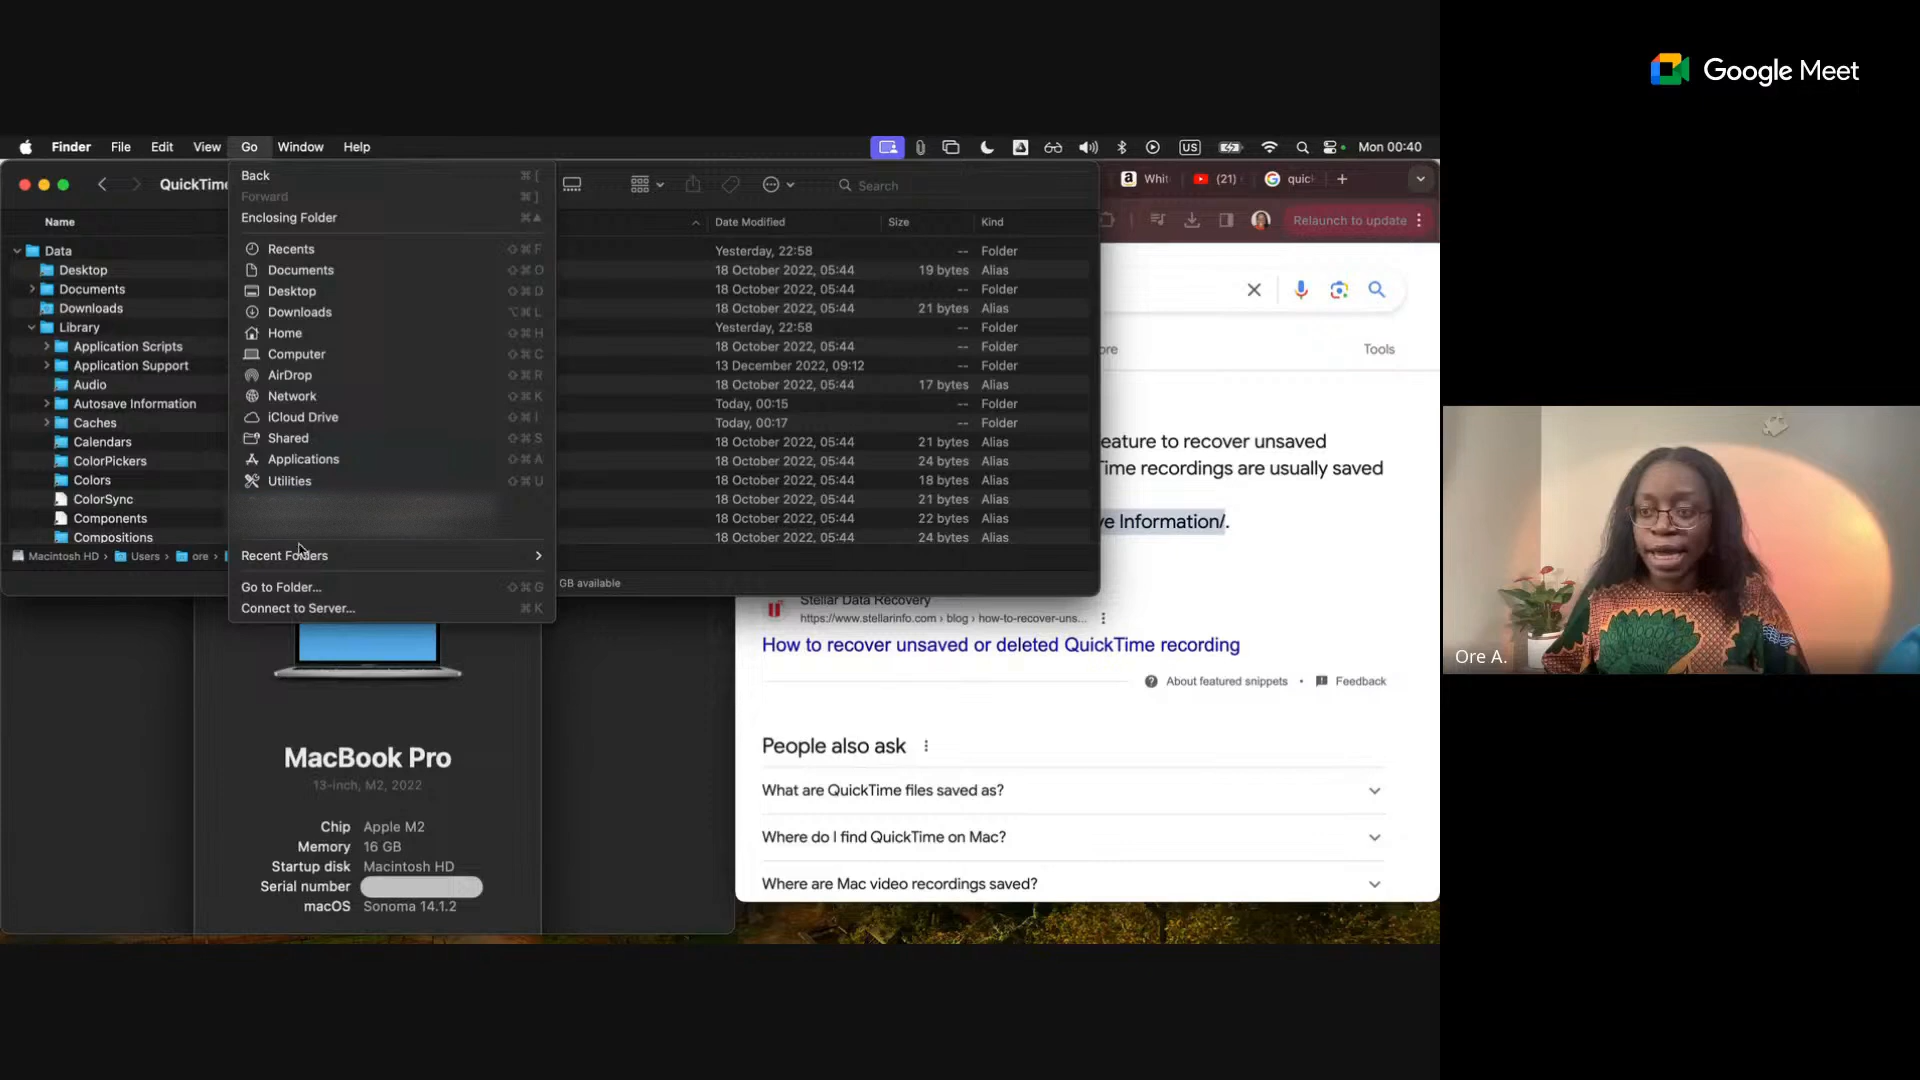 Google Meet
Finder File Edit View Go Window Help
US
Mon 00:40
QuickTime
Search
Name
Date Modified Size Kind
Data Yesterday, 22:58 -- Folder
Desktop 18 October 2022, 05:44 19 bytes Alias
Documents 18 October 2022, 05:44 -- Folder
Downloads 18 October 2022, 05:44 21 bytes Alias
Library Yesterday, 22:58 -- Folder
Application Scripts 18 October 2022, 05:44 -- Folder
Application Support 13 December 2022, 09:12 -- Folder
Audio 18 October 2022, 05:44 17 bytes Alias
Autosave Information Today, 00:15 -- Folder
Caches Today, 00:17 -- Folder
Calendars 18 October 2022, 05:44 21 bytes Alias
ColorPickers 18 October 2022, 05:44 24 bytes Alias
Colors 18 October 2022, 05:44 18 bytes Alias
ColorSync 18 October 2022, 05:44 21 bytes Alias
Components 18 October 2022, 05:44 22 bytes Alias
Compositions 18 October 2022, 05:44 24 bytes Alias
Macintosh HD › Users › ore ›
GB available
Back ⌘ [
Forward ⌘ ]
Enclosing Folder ⌘▲
Recents ⇧⌘F
Documents ⇧⌘O
Desktop ⇧⌘D
Downloads ⌥⌘L
Home ⇧⌘H
Computer ⇧⌘C
AirDrop ⇧⌘R
Network ⇧⌘K
iCloud Drive ⇧⌘I
Shared ⇧⌘S
Applications ⇧⌘A
Utilities ⇧⌘U
Recent Folders
Go to Folder... ⇧⌘G
Connect to Server... ⌘K
MacBook Pro
13-inch, M2, 2022
Chip Apple M2
Memory 16 GB
Startup disk Macintosh HD
Serial number
macOS Sonoma 14.1.2
Whit (21) quic
Relaunch to update
ore Tools
eature to recover unsaved
Time recordings are usually saved
ve Information/.
Stellar Data Recovery
https://www.stellarinfo.com › blog › how-to-recover-uns...
How to recover unsaved or deleted QuickTime recording
About featured snippets • Feedback
People also ask
What are QuickTime files saved as?
Where do I find QuickTime on Mac?
Where are Mac video recordings saved?
Ore A.